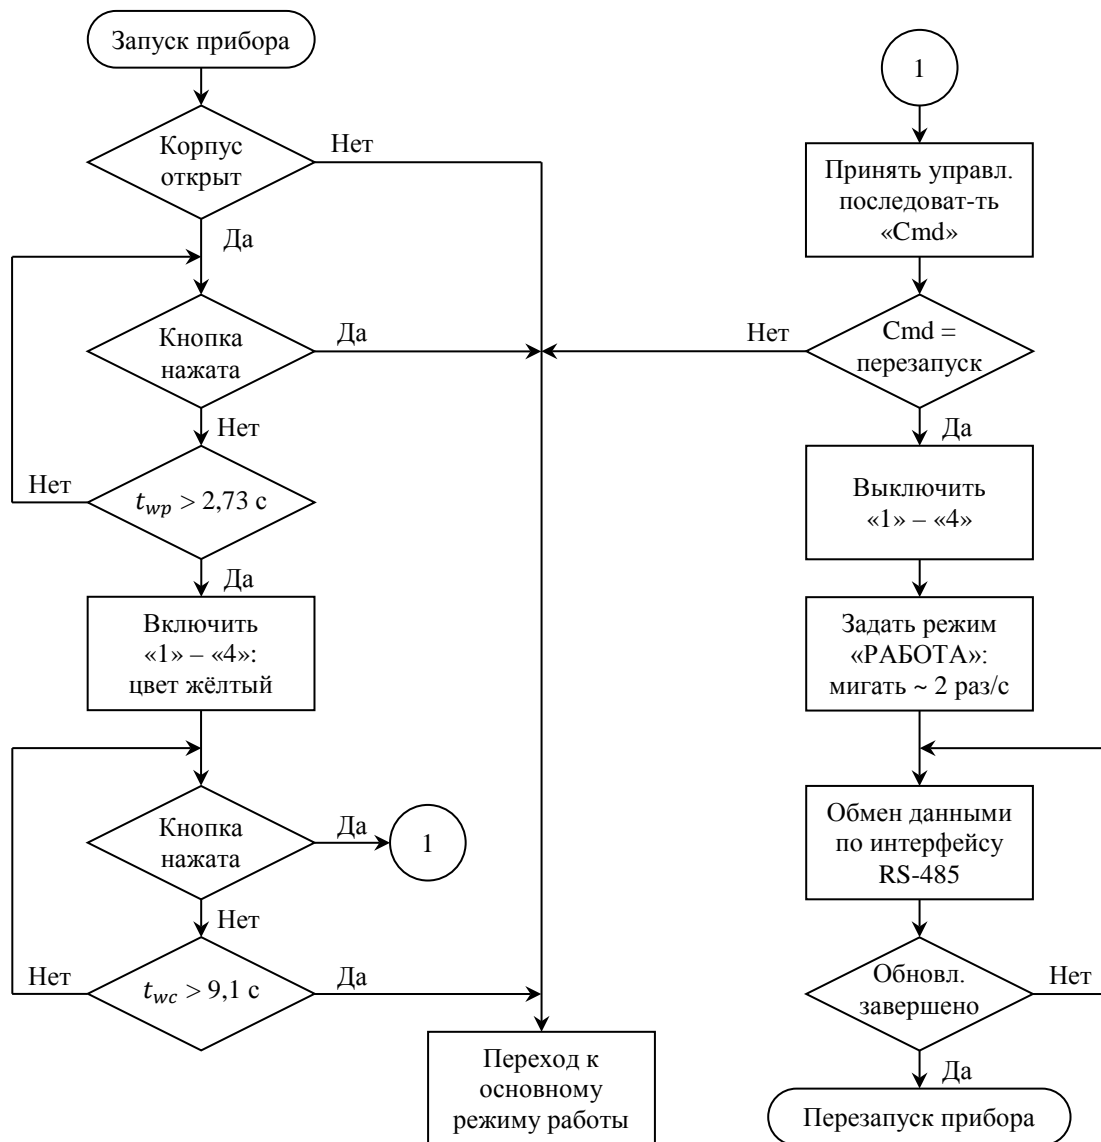 Запуск прибора
Корпус
открыт
Нет
Да
Кнопка
нажата
Да
Нет
𝑡𝑤𝑝 > 2,73 с
Нет
Да
Включить
«1» – «4»:
цвет жёлтый
Кнопка
нажата
Да
1
Нет
𝑡𝑤𝑐 > 9,1 с
Нет
Да
Переход к
основному
режиму работы
1
Принять управл.
последоват-ть
«Cmd»
Cmd =
перезапуск
Нет
Да
Выключить
«1» – «4»
Задать режим
«РАБОТА»:
мигать ~ 2 раз/с
Обмен данными
по интерфейсу
RS-485
Обновл.
завершено
Нет
Да
Перезапуск прибора